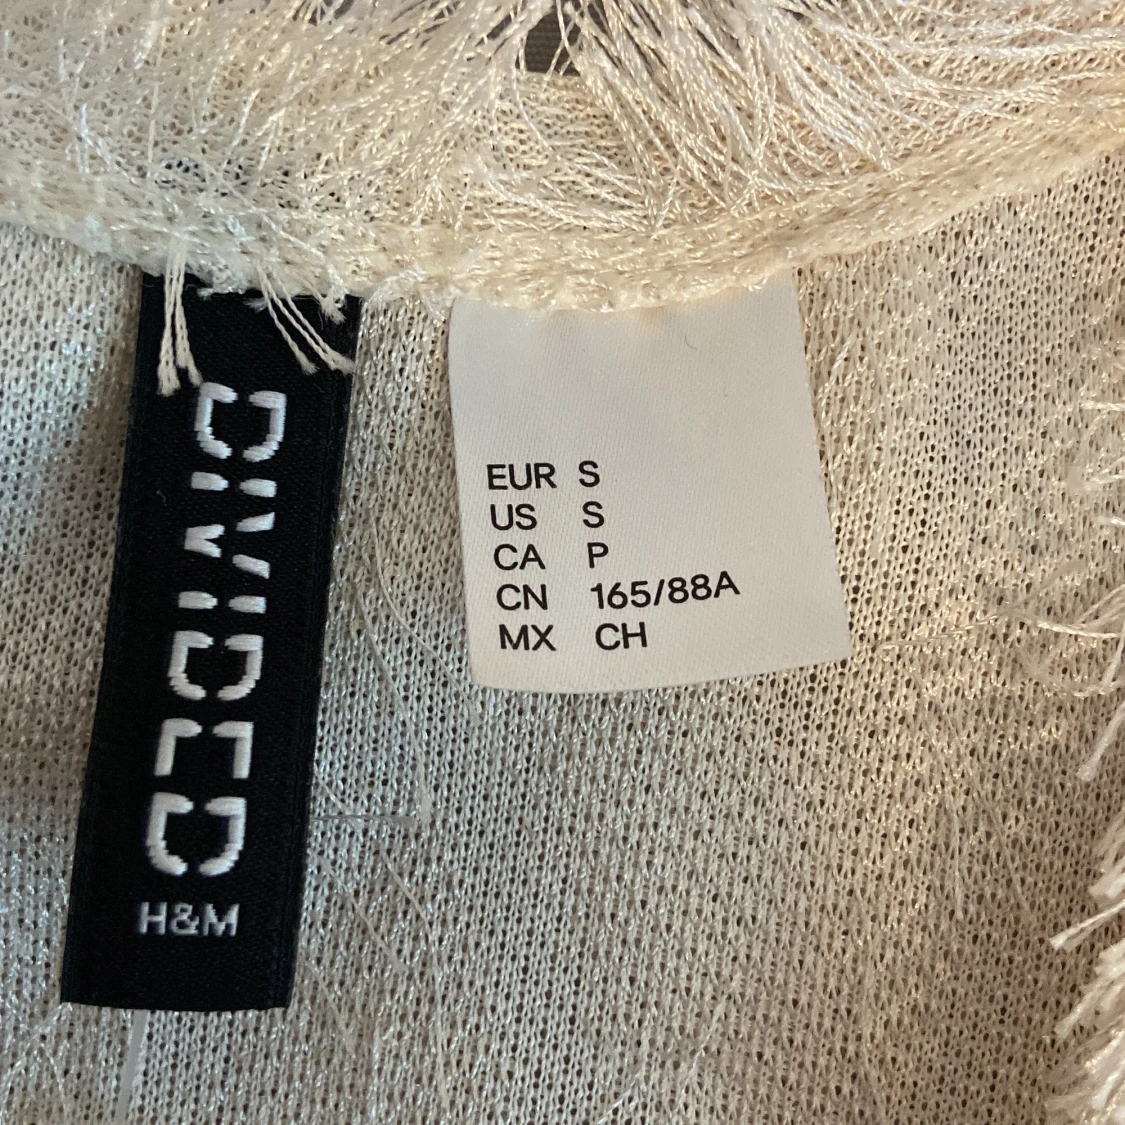 DIVIDED
H&M
EUR S
US S
CA P
CN 165/88A
MX CH